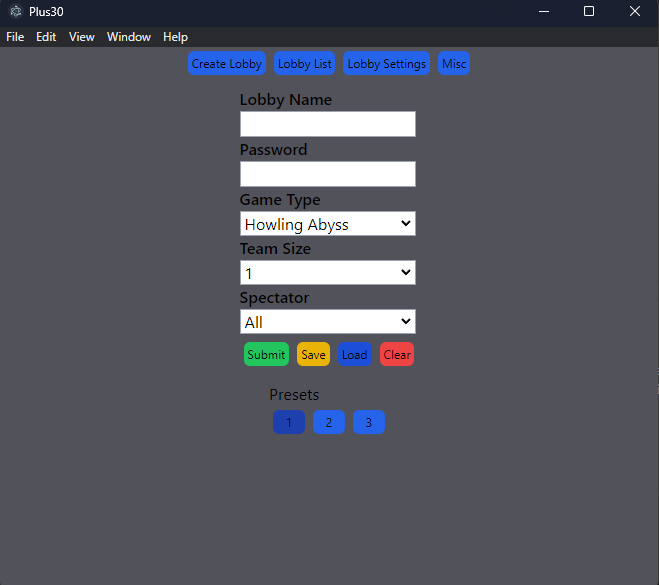 Plus30
File Edit View Window Help
Create Lobby Lobby List Lobby Settings Misc
Lobby Name
Password
Game Type
Howling Abyss
Team Size
1
Spectator
All
Submit Save Load Clear
Presets
1 2 3